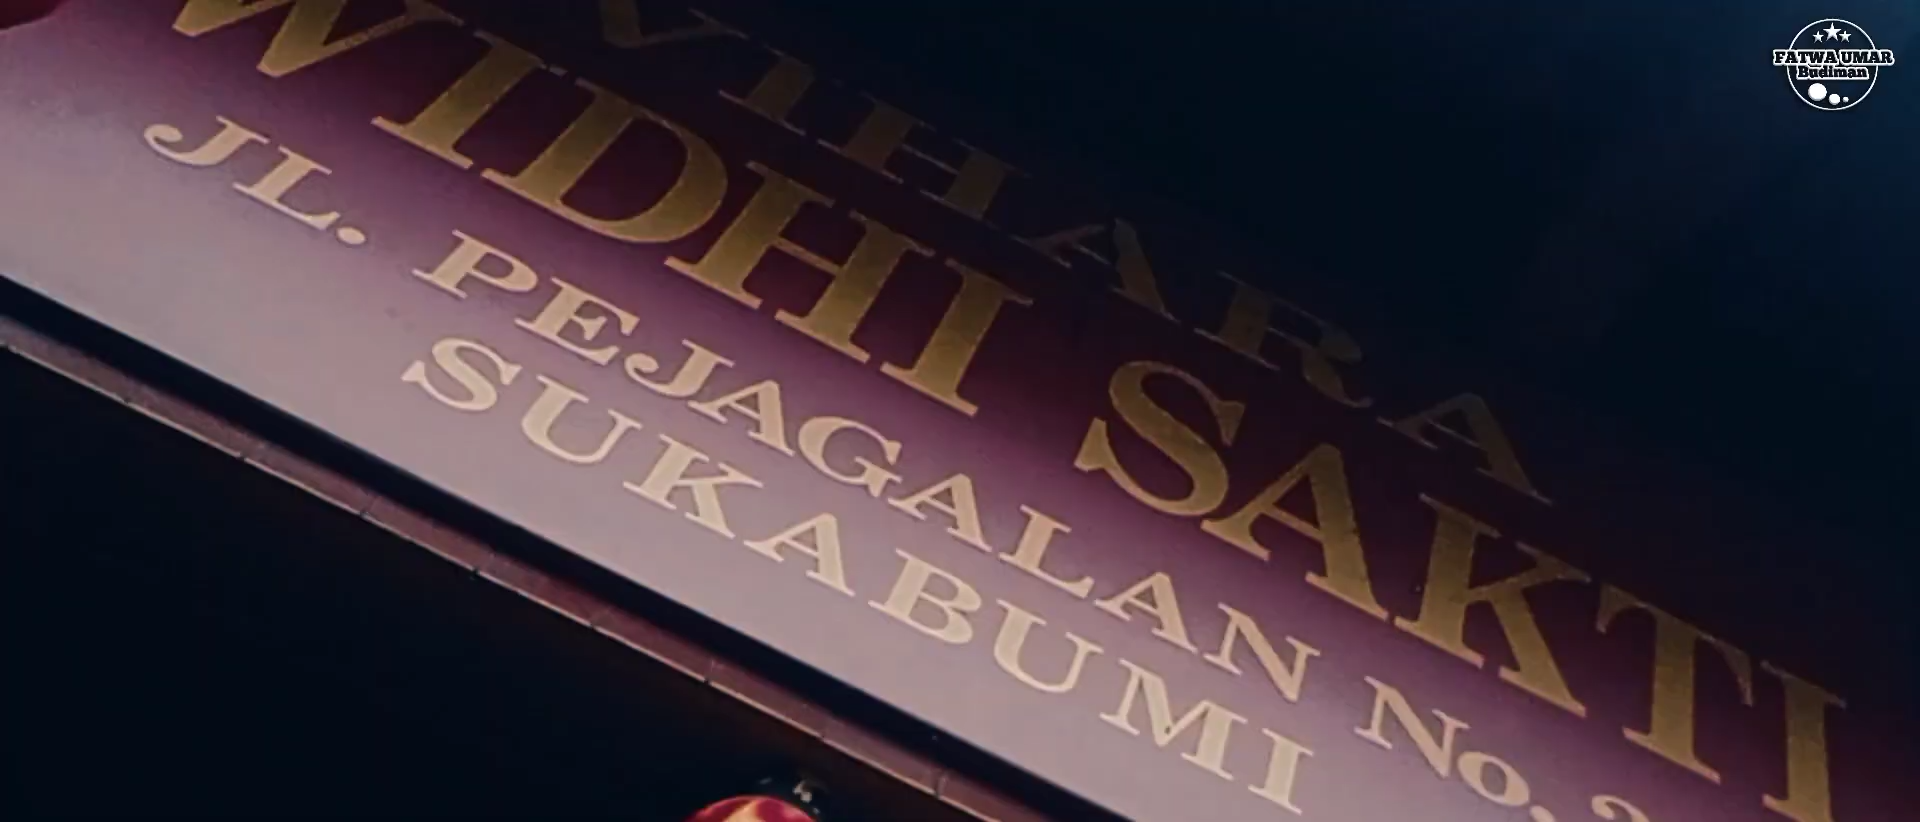 VIHARA
WIDHI SAKTI
JL. PEJAGALAN No.
SUKABUMI
FATWA UMAR
Budiman